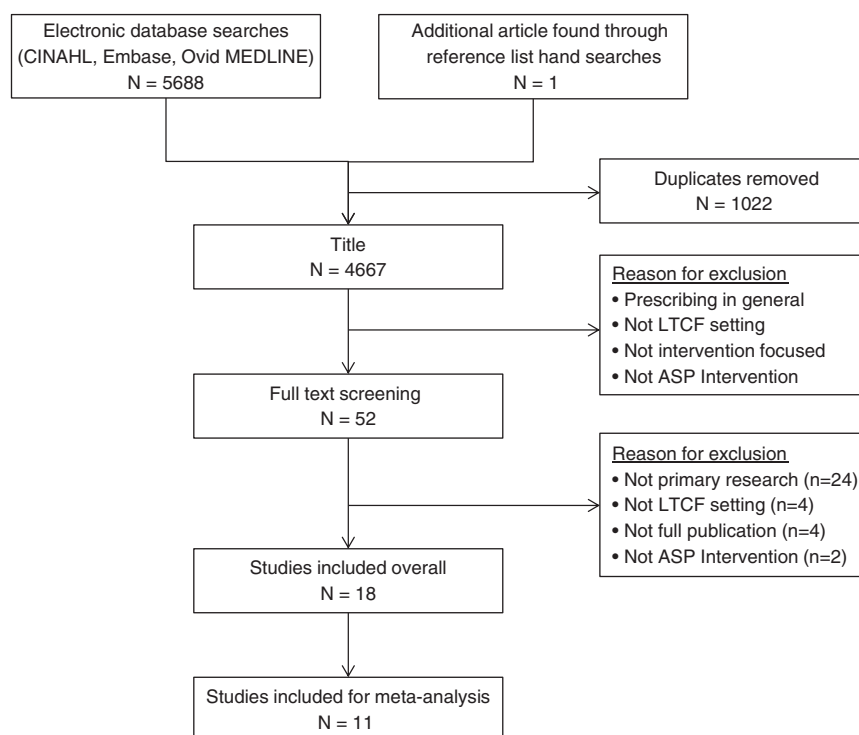 Electronic database searches
(CINAHL, Embase, Ovid MEDLINE)
N = 5688
Additional article found through
reference list hand searches
N = 1
Duplicates removed
N = 1022
Title
N = 4667
Reason for exclusion
• Prescribing in general
• Not LTCF setting
• Not intervention focused
• Not ASP Intervention
Full text screening
N = 52
Reason for exclusion
• Not primary research (n=24)
• Not LTCF setting (n=4)
• Not full publication (n=4)
• Not ASP Intervention (n=2)
Studies included overall
N = 18
Studies included for meta-analysis
N = 11